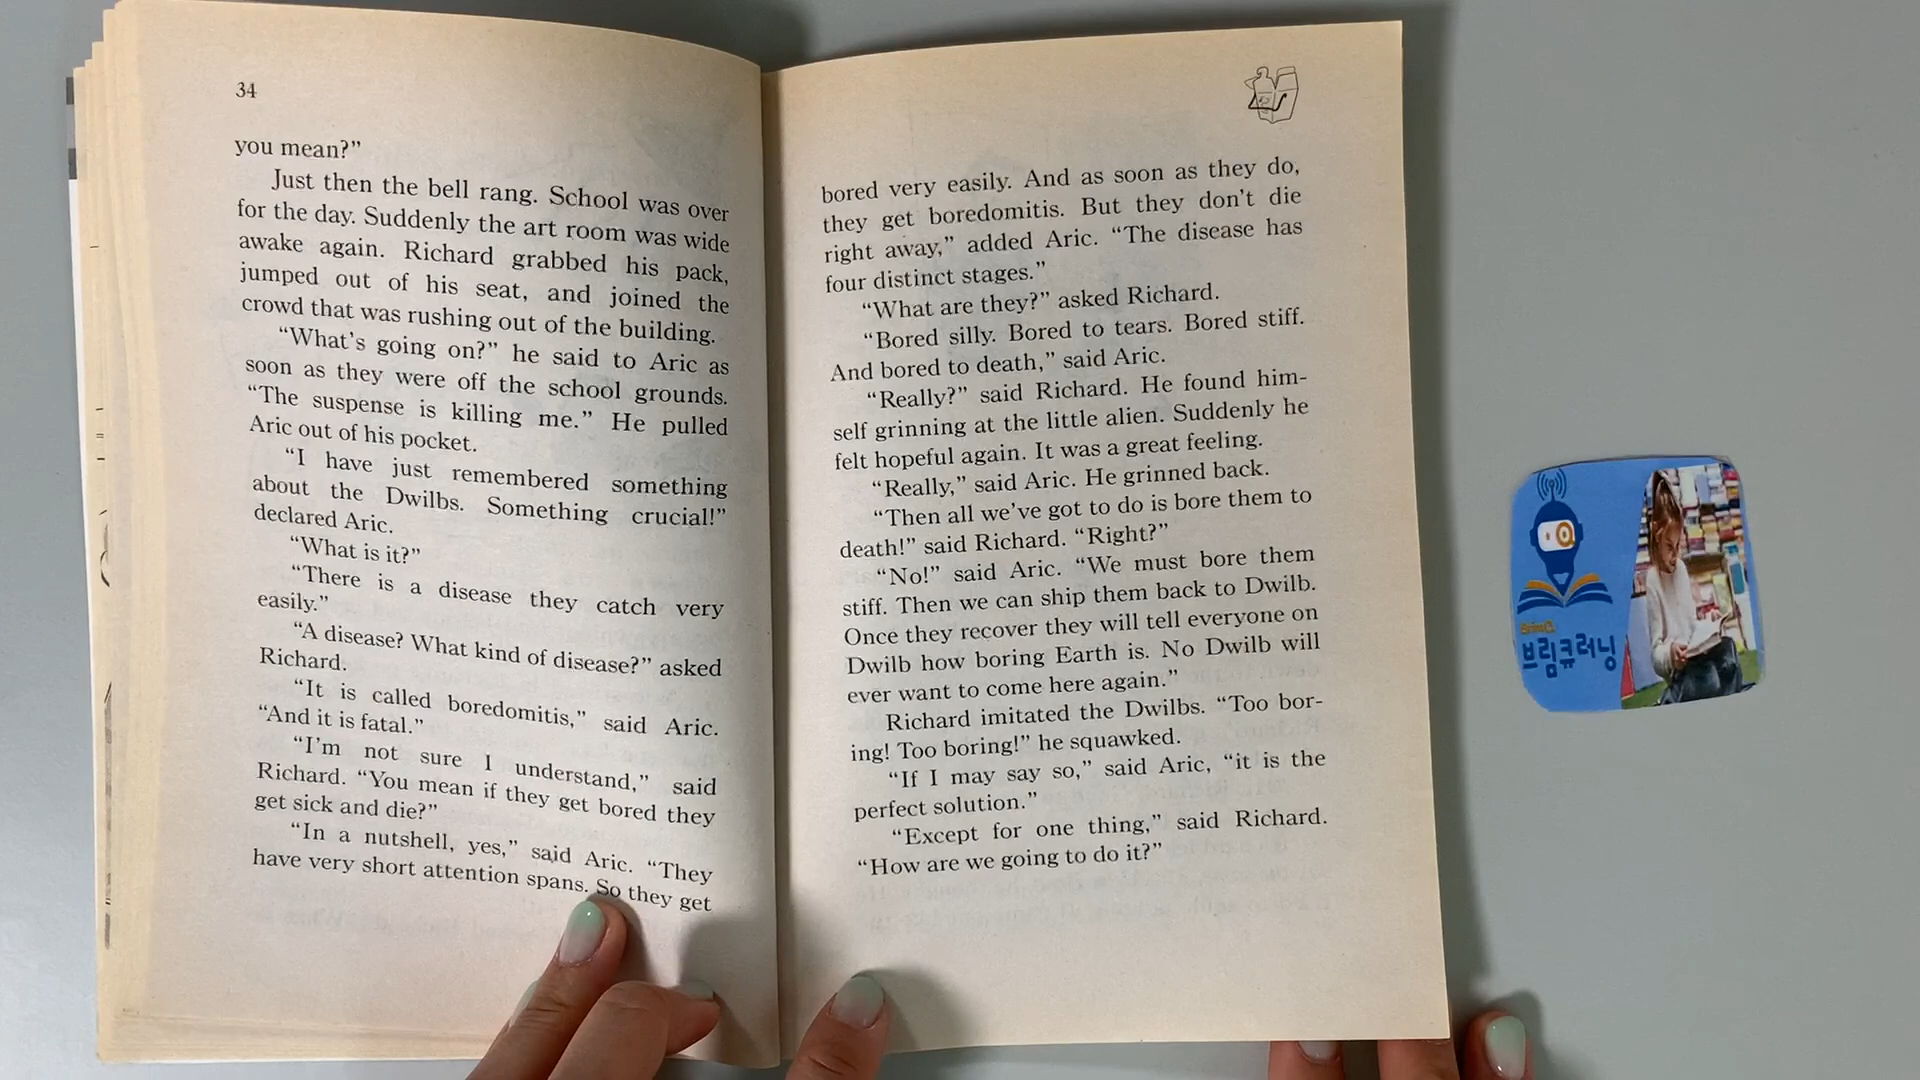 34
you mean?”
Just then the bell rang. School was over
for the day. Suddenly the art room was wide
awake again. Richard grabbed his pack,
jumped out of his seat, and joined the
crowd that was rushing out of the building.
“What’s going on?” he said to Aric as
soon as they were off the school grounds.
“The suspense is killing me.” He pulled
Aric out of his pocket.
“I have just remembered something
about the Dwilbs. Something crucial!”
declared Aric.
“What is it?”
“There is a disease they catch very
easily.”
“A disease? What kind of disease?” asked
Richard.
“It is called boredomitis,” said Aric.
“And it is fatal.”
“I’m not sure I understand,” said
Richard. “You mean if they get bored they
get sick and die?”
“In a nutshell, yes,” said Aric. “They
have very short attention spans. So they get
bored very easily. And as soon as they do,
they get boredomitis. But they don’t die
right away,” added Aric. “The disease has
four distinct stages.”
“What are they?” asked Richard.
“Bored silly. Bored to tears. Bored stiff.
And bored to death,” said Aric.
“Really?” said Richard. He found him-
self grinning at the little alien. Suddenly he
felt hopeful again. It was a great feeling.
“Really,” said Aric. He grinned back.
“Then all we’ve got to do is bore them to
death!” said Richard. “Right?”
“No!” said Aric. “We must bore them
stiff. Then we can ship them back to Dwilb.
Once they recover they will tell everyone on
Dwilb how boring Earth is. No Dwilb will
ever want to come here again.”
Richard imitated the Dwilbs. “Too bor-
ing! Too boring!” he squawked.
“If I may say so,” said Aric, “it is the
perfect solution.”
“Except for one thing,” said Richard.
“How are we going to do it?”
브림큐러닝